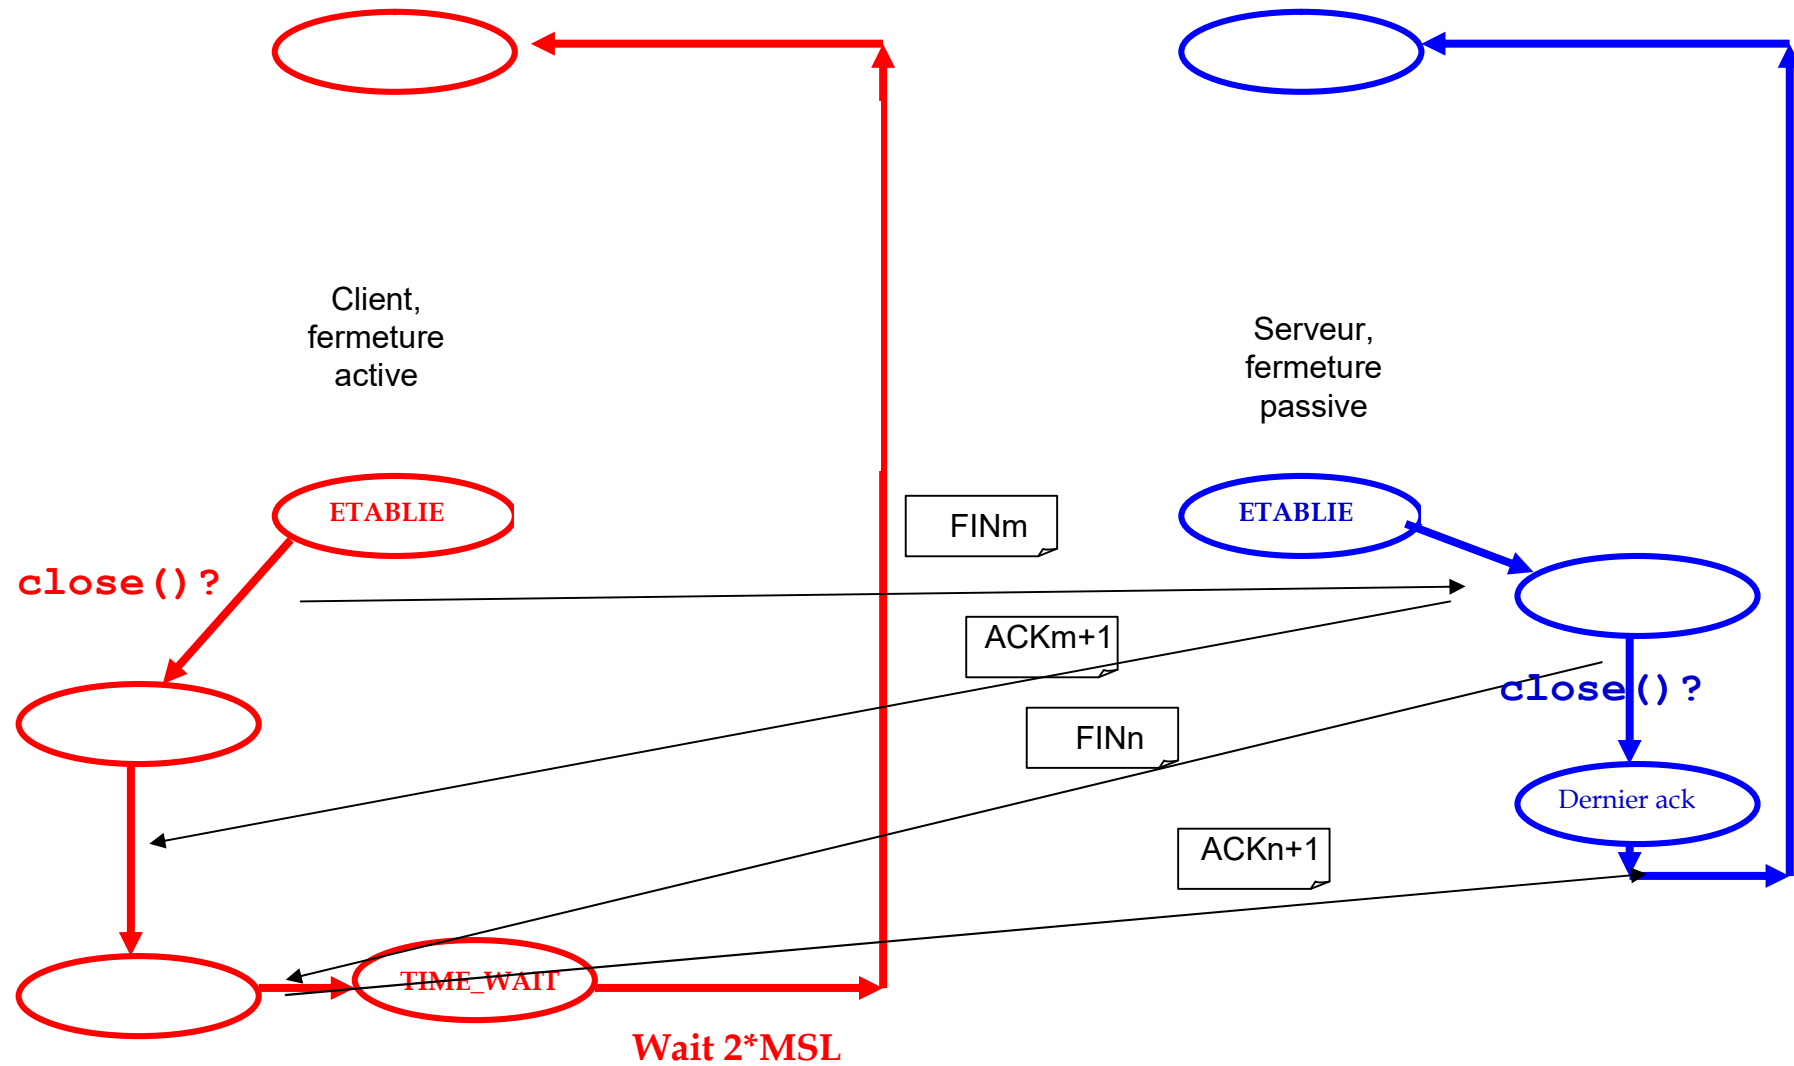 Client,
fermeture
active
Serveur,
fermeture
passive
ETABLIE
FINm
ETABLIE
close()?
ACKm+1
close()?
FINn
Dernier ack
ACKn+1
TIME_WAIT
Wait 2*MSL